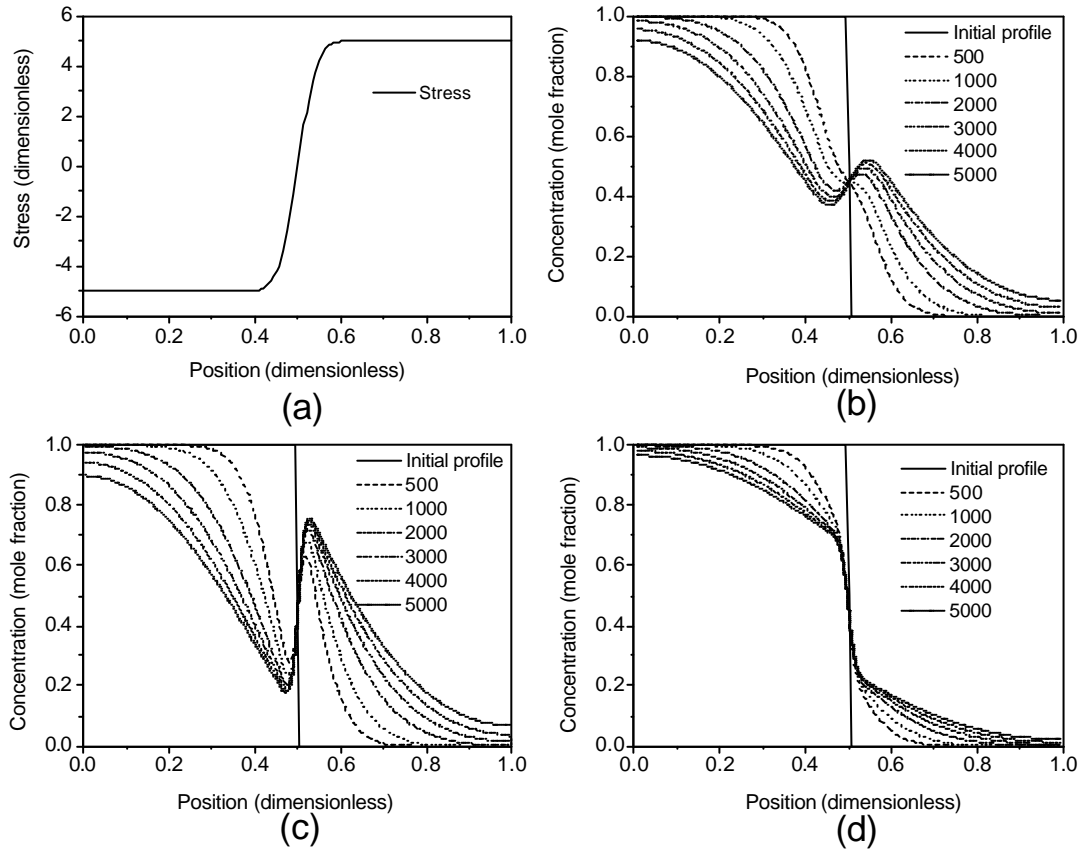 6
4
2
0
-2
-4
-6
Stress (dimensionless)
Stress
0.0 0.2 0.4 0.6 0.8 1.0
Position (dimensionless)
(a)
1.0
0.8
0.6
0.4
0.2
0.0
Concentration (mole fraction)
Initial profile
500
1000
2000
3000
4000
5000
0.0 0.2 0.4 0.6 0.8 1.0
Position (dimensionless)
(b)
1.0
0.8
0.6
0.4
0.2
0.0
Concentration (mole fraction)
Initial profile
500
1000
2000
3000
4000
5000
0.0 0.2 0.4 0.6 0.8 1.0
Position (dimensionless)
(c)
1.0
0.8
0.6
0.4
0.2
0.0
Concentration (mole fraction)
Initial profile
500
1000
2000
3000
4000
5000
0.0 0.2 0.4 0.6 0.8 1.0
Position (dimensionless)
(d)